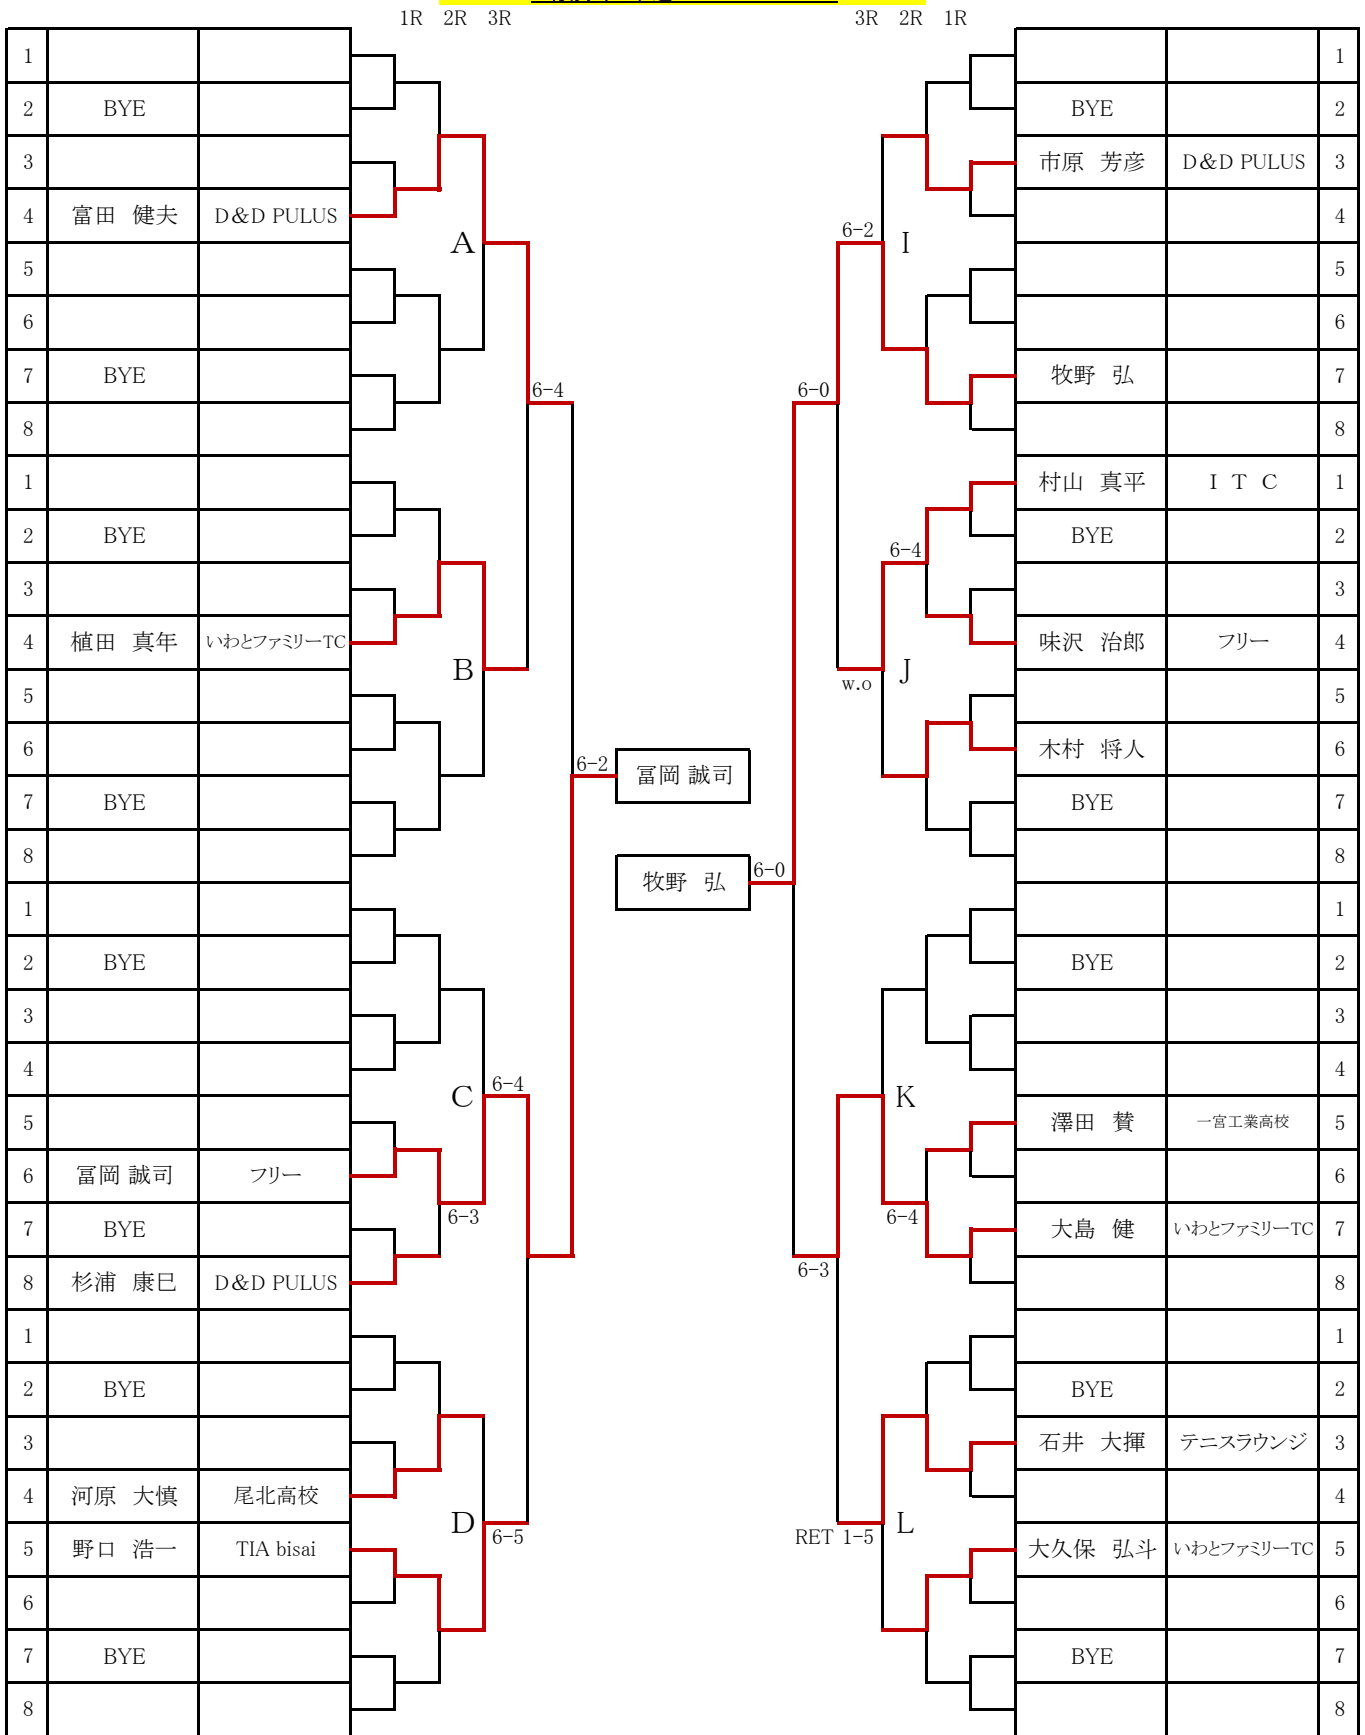 1R 2R 3R 3R 2R 1R
1 1
2 BYE BYE 2
3 市原 芳彦 D&D PULUS 3
4 富田 健夫 D&D PULUS 4
6-2
A I
5 5
6 6
7 BYE 牧野 弘 7
6-4 6-0
8 8
1 村山 真平 I T C 1
2 BYE BYE 2
6-4
3 3
4 植田 真年 いわとファミリーTC 味沢 治郎 フリー 4
B J
w.o
5 5
6 木村 将人 6
6-2 冨岡 誠司
7 BYE BYE 7
8 8
牧野 弘 6-0
1 1
2 BYE BYE 2
3 3
4 4
6-4
C K
5 澤田 賛 一宮工業高校 5
6 冨岡 誠司 フリー 6
6-3 6-4
7 BYE 大島 健 いわとファミリーTC 7
6-3
8 杉浦 康巳 D&D PULUS 8
1 1
2 BYE BYE 2
3 石井 大揮 テニスラウンジ 3
4 河原 大慎 尾北高校 4
D L
6-5 RET 1-5
5 野口 浩一 TIA bisai 大久保 弘斗 いわとファミリーTC 5
6 6
7 BYE BYE 7
8 8